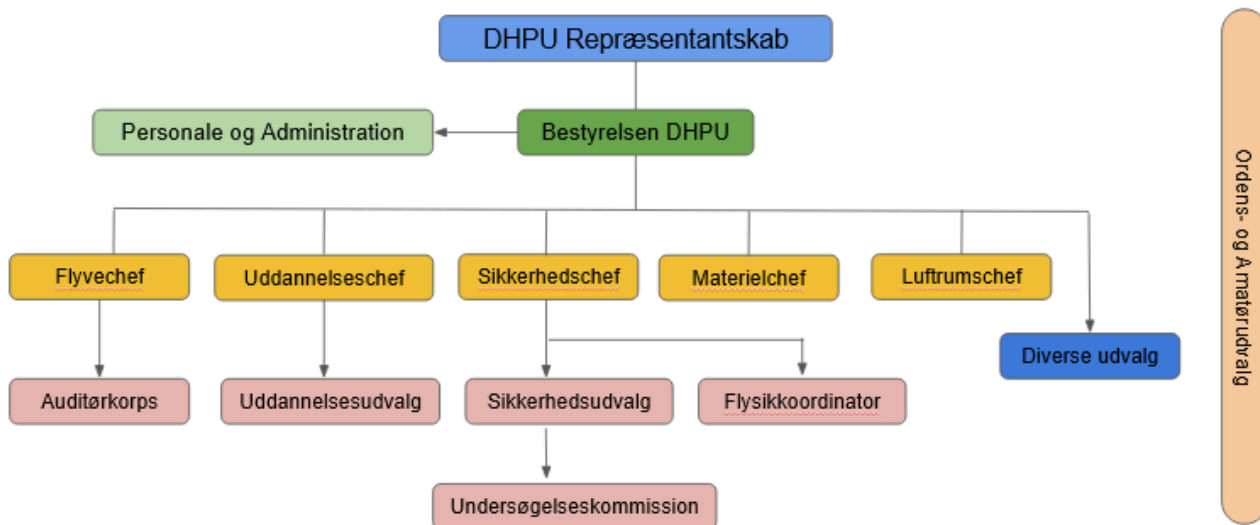 DHPU Repræsentantskab
Personale og Administration
Bestyrelsen DHPU
Flyvechef
Uddannelseschef
Sikkerhedschef
Materielchef
Luftrumschef
Diverse udvalg
Auditørkorps
Uddannelsesudvalg
Sikkerhedsudvalg
Flysikkoordinator
Undersøgelseskommission
Ordens- og Amatørudvalg